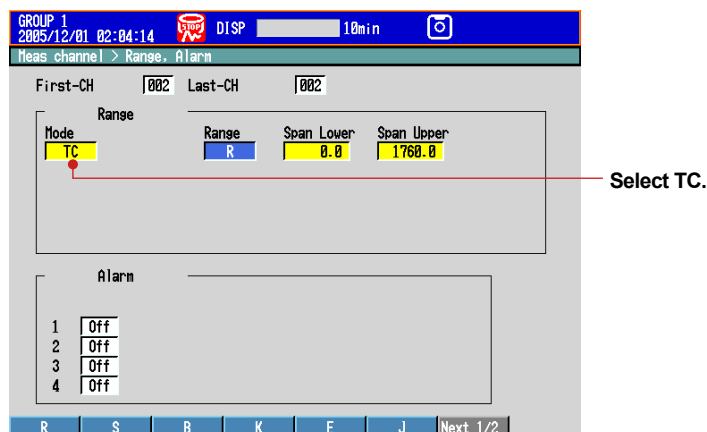 GROUP 1
2005/12/01 02:04:14 STOP DISP 10min
Meas channel > Range, Alarm
First-CH 002 Last-CH 002
Range
Mode Range Span Lower Span Upper
TC R 0.0 1760.0
Select TC.
Alarm
1 Off
2 Off
3 Off
4 Off
R S B K E J Next 1/2